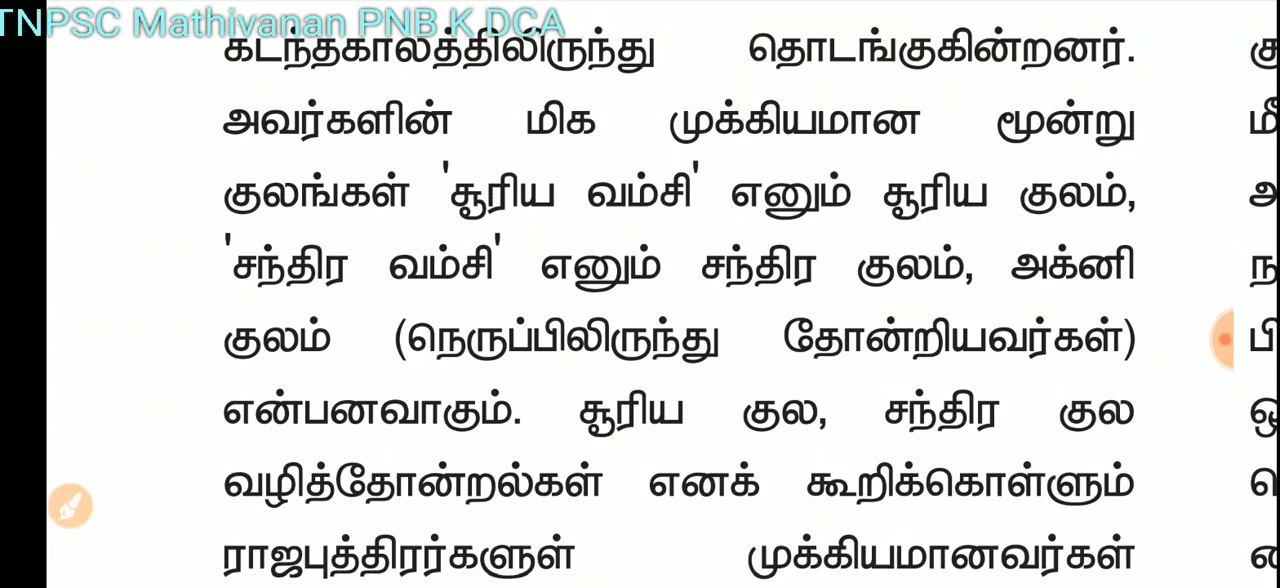 TNPSC Mathivanan PNB K DCA
கடந்தகாலத்திலிருந்து தொடங்குகின்றனர்.
அவர்களின் மிக முக்கியமான மூன்று
குலங்கள் 'சூரிய வம்சி' எனும் சூரிய குலம்,
'சந்திர வம்சி' எனும் சந்திர குலம், அக்னி
குலம் (நெருப்பிலிருந்து தோன்றியவர்கள்)
என்பனவாகும். சூரிய குல, சந்திர குல
வழித்தோன்றல்கள் எனக் கூறிக்கொள்ளும்
ராஜபுத்திரர்களுள் முக்கியமானவர்கள்